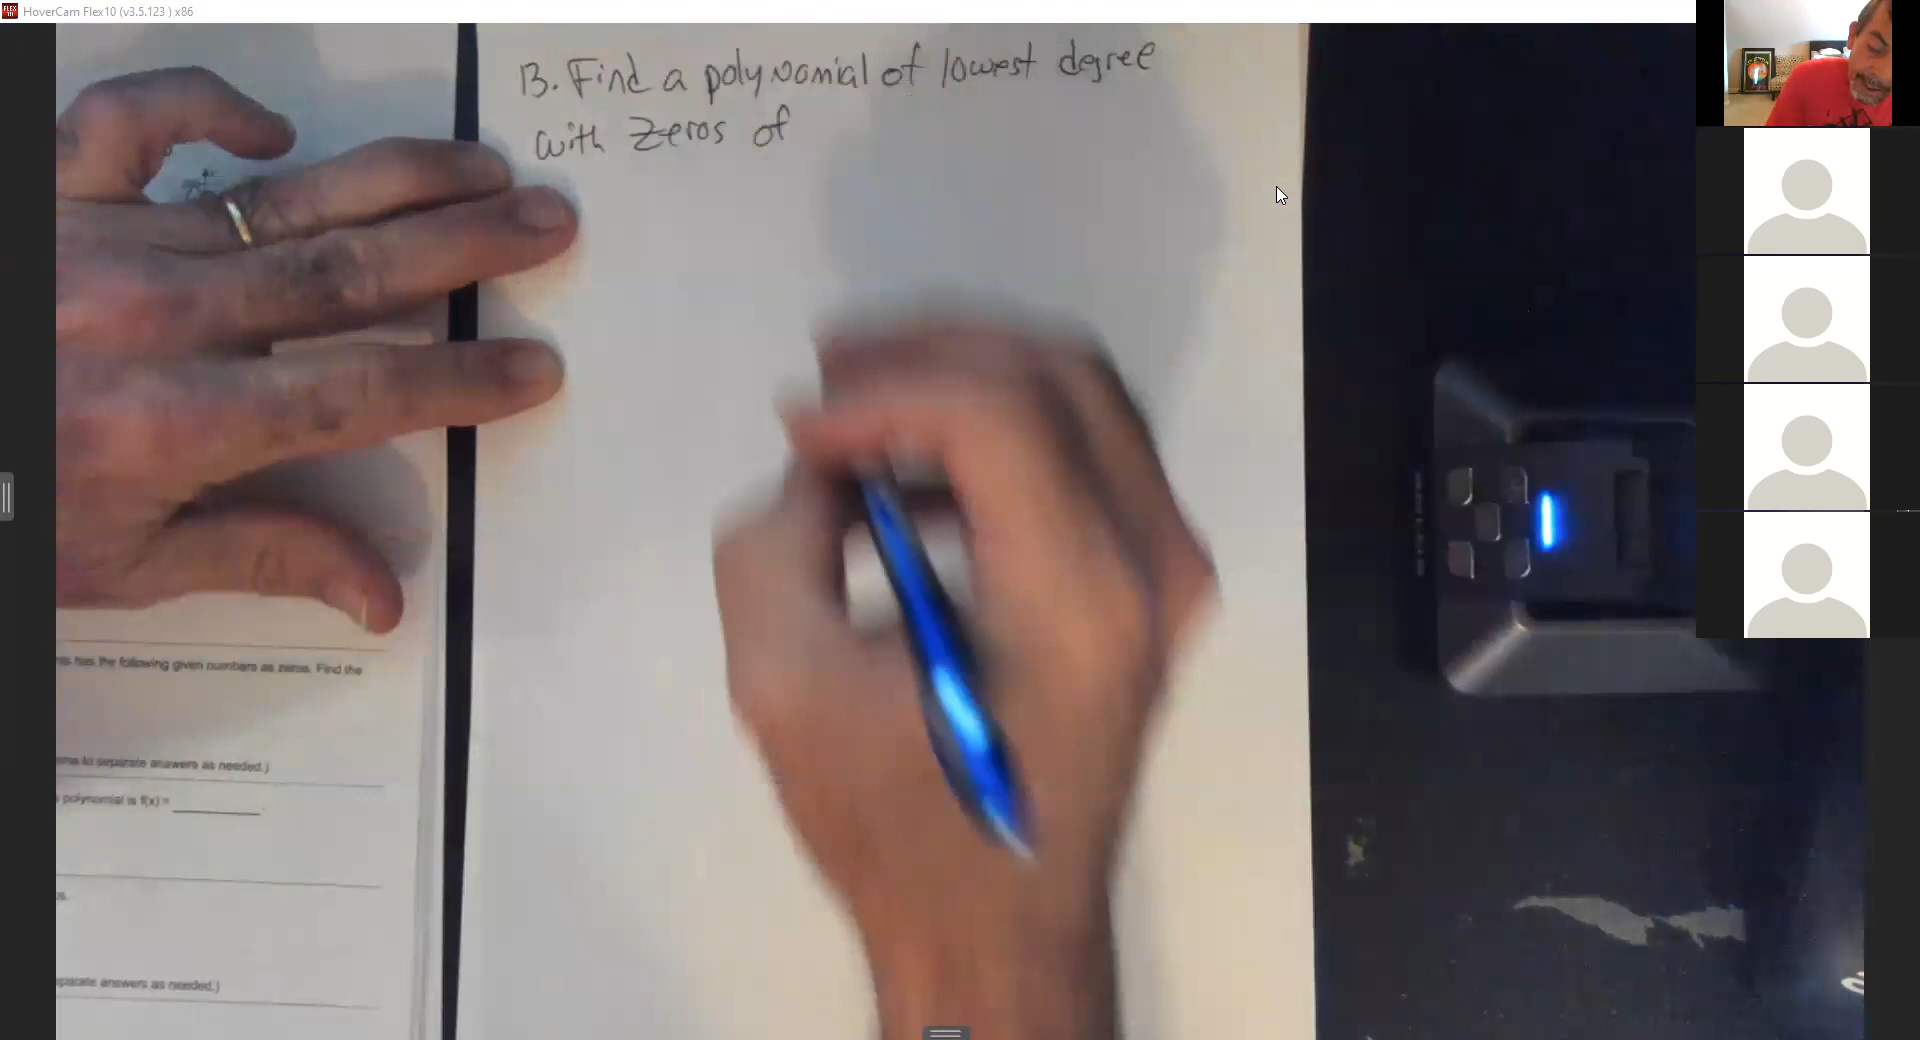 HoverCam Flex10 (v3.5.123 ) x86
13. Find a polynomial of lowest degree
with zeros of
has the following given numbers as zeros. Find the
to separate answers as needed.)
polynomial is f(x) =
answers as needed.)